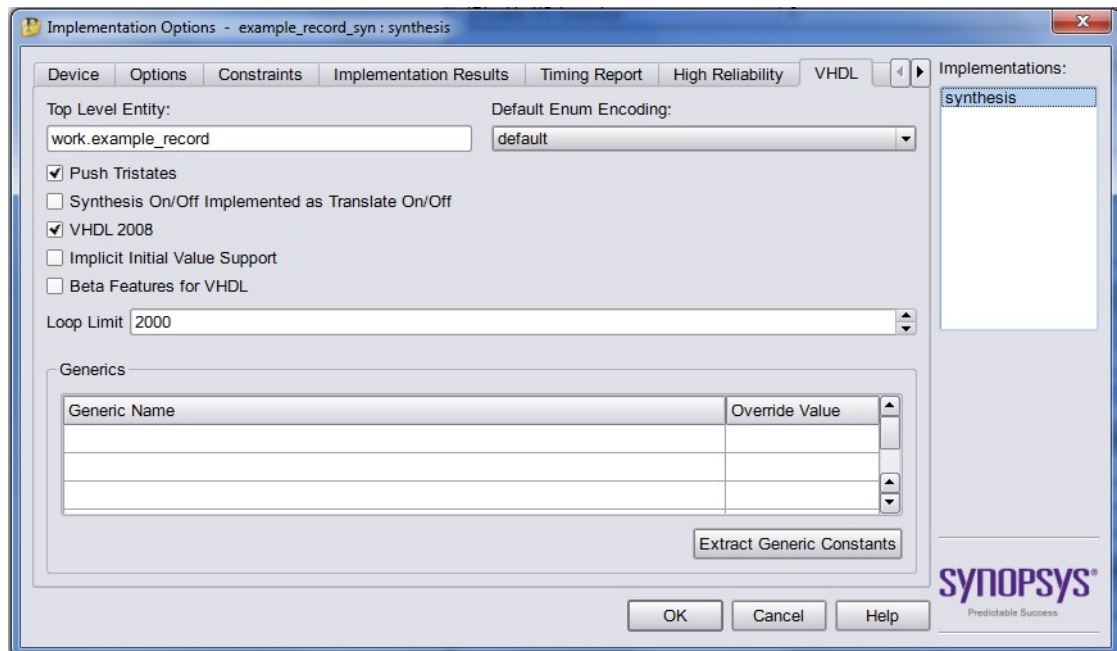 Implementation Options - example_record_syn : synthesis
Device Options Constraints Implementation Results Timing Report High Reliability VHDL
Implementations:
synthesis
Top Level Entity:
Default Enum Encoding:
work.example_record
default
Push Tristates
Synthesis On/Off Implemented as Translate On/Off
VHDL 2008
Implicit Initial Value Support
Beta Features for VHDL
Loop Limit 2000
Generics
Generic Name Override Value
Extract Generic Constants
SYNOPSYS®
Predictable Success
OK Cancel Help